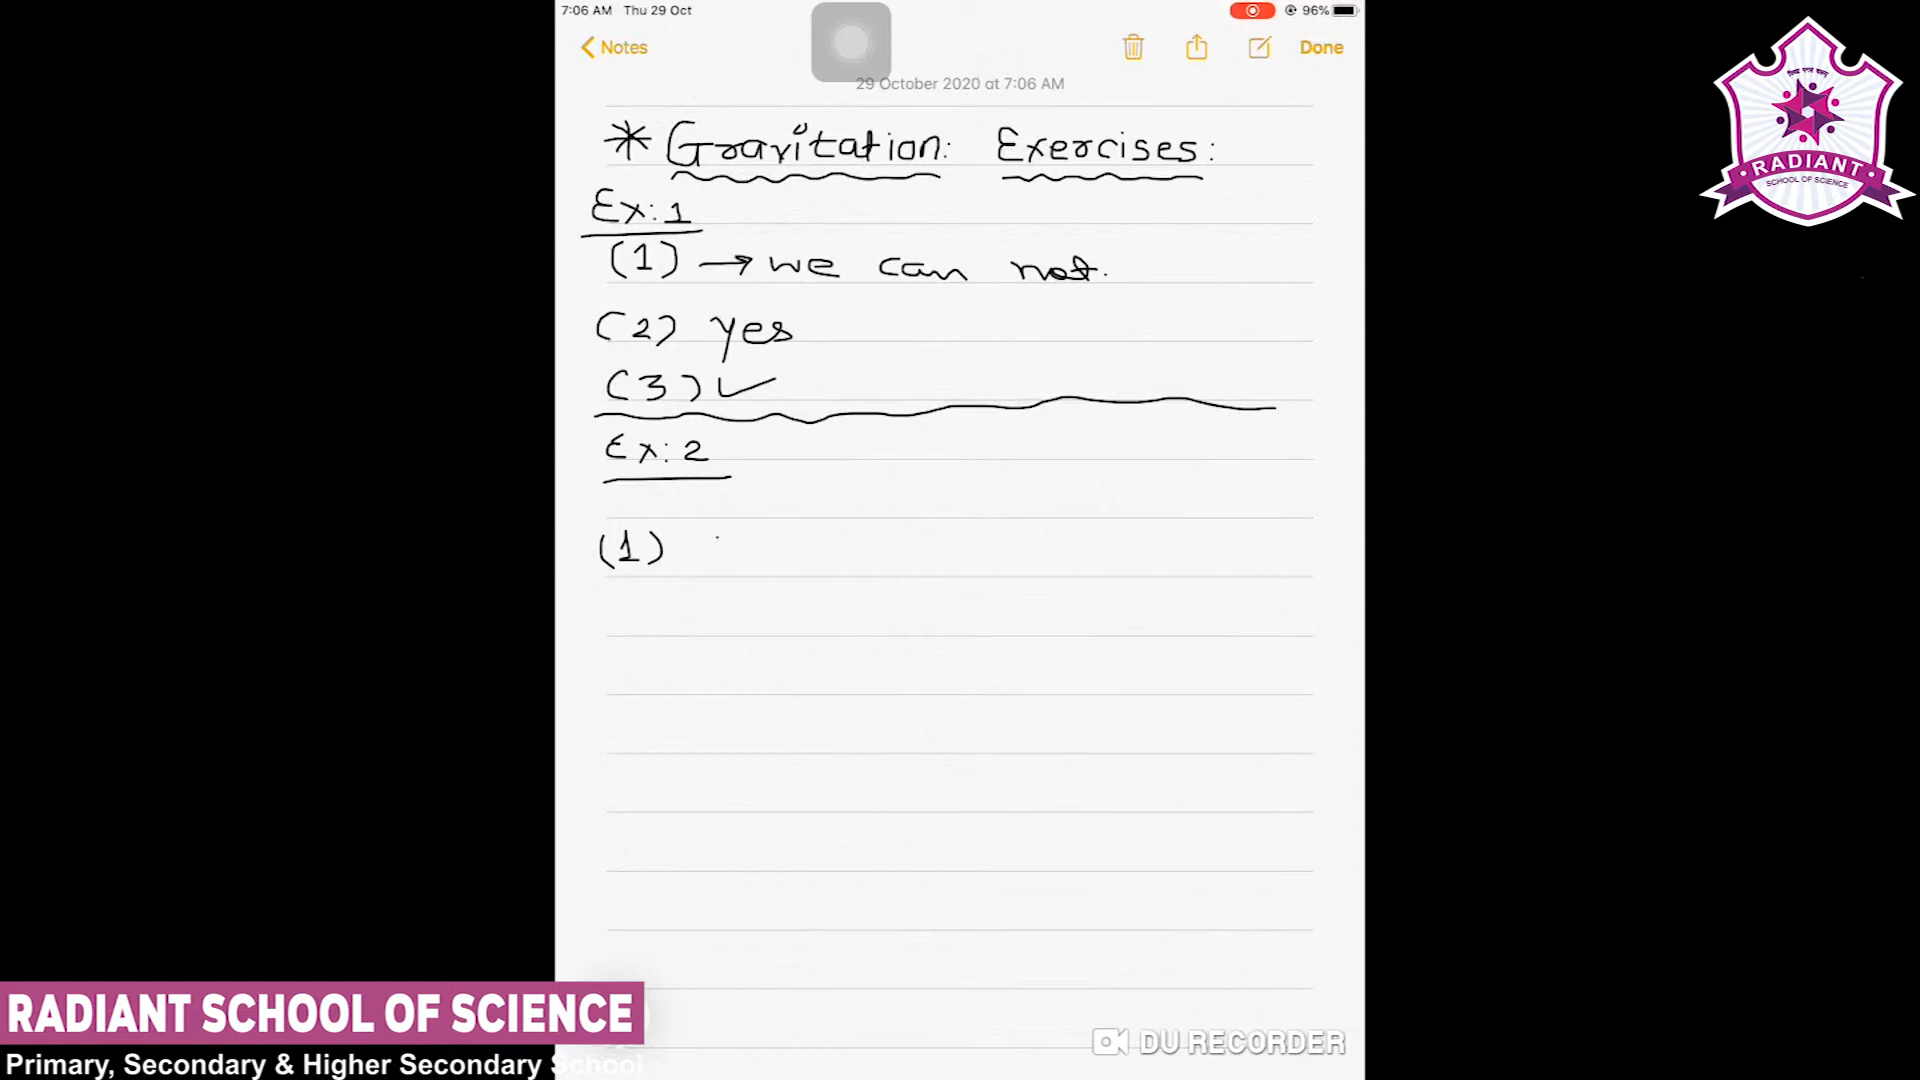 7:06 AM Thu 29 Oct
96%
Notes
Done
29 October 2020 at 7:06 AM
* Gravitation: Exercises:
Ex:1
(1) → we can not.
(2) yes
(3) ✓
Ex:2
(1)
RADIANT
SCHOOL OF SCIENCE
RADIANT SCHOOL OF SCIENCE
Primary, Secondary & Higher Secondary School
DU RECORDER